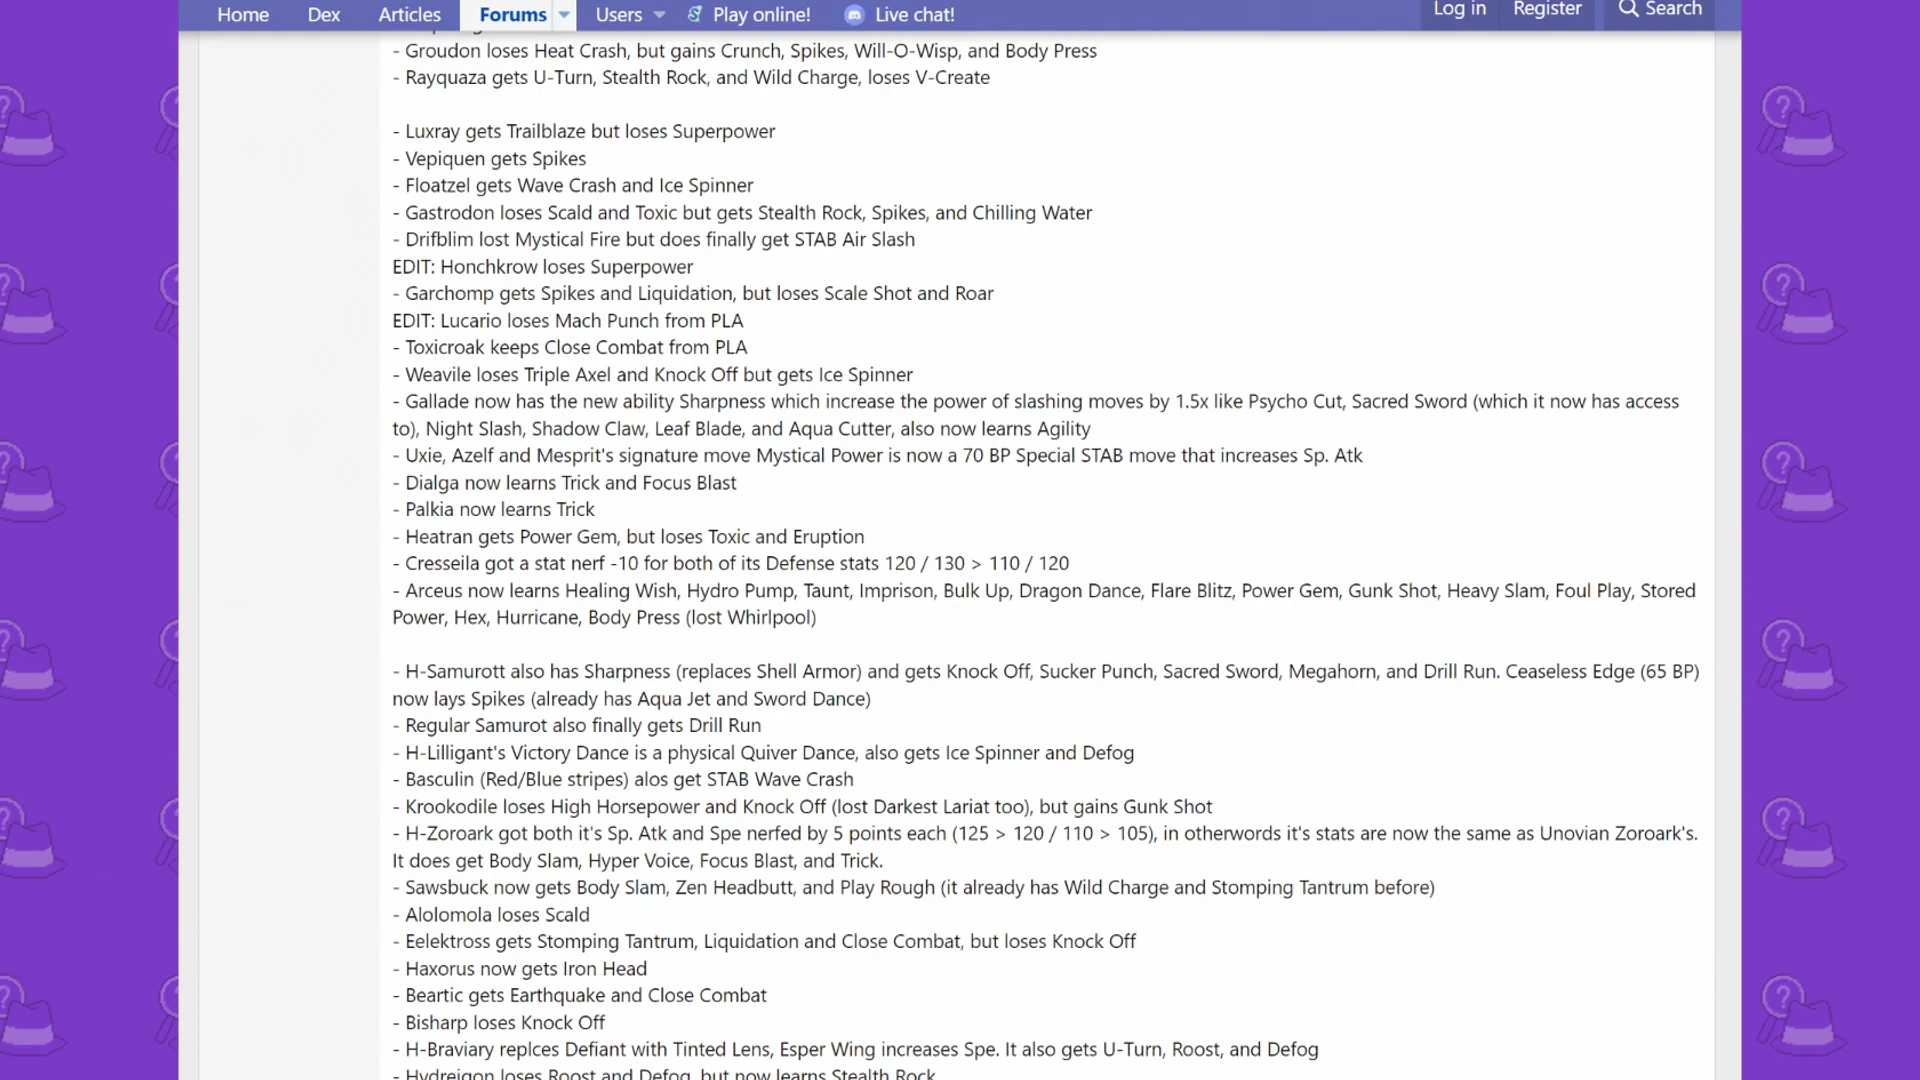 Home Dex Articles Forums Users Play online! Live chat! Log in Register Search
- Groudon loses Heat Crash, but gains Crunch, Spikes, Will-O-Wisp, and Body Press
- Rayquaza gets U-Turn, Stealth Rock, and Wild Charge, loses V-Create
- Luxray gets Trailblaze but loses Superpower
- Vepiquen gets Spikes
- Floatzel gets Wave Crash and Ice Spinner
- Gastrodon loses Scald and Toxic but gets Stealth Rock, Spikes, and Chilling Water
- Drifblim lost Mystical Fire but does finally get STAB Air Slash
EDIT: Honchkrow loses Superpower
- Garchomp gets Spikes and Liquidation, but loses Scale Shot and Roar
EDIT: Lucario loses Mach Punch from PLA
- Toxicroak keeps Close Combat from PLA
- Weavile loses Triple Axel and Knock Off but gets Ice Spinner
- Gallade now has the new ability Sharpness which increase the power of slashing moves by 1.5x like Psycho Cut, Sacred Sword (which it now has access
to), Night Slash, Shadow Claw, Leaf Blade, and Aqua Cutter, also now learns Agility
- Uxie, Azelf and Mesprit's signature move Mystical Power is now a 70 BP Special STAB move that increases Sp. Atk
- Dialga now learns Trick and Focus Blast
- Palkia now learns Trick
- Heatran gets Power Gem, but loses Toxic and Eruption
- Cresseila got a stat nerf -10 for both of its Defense stats 120 / 130 > 110 / 120
- Arceus now learns Healing Wish, Hydro Pump, Taunt, Imprison, Bulk Up, Dragon Dance, Flare Blitz, Power Gem, Gunk Shot, Heavy Slam, Foul Play, Stored
Power, Hex, Hurricane, Body Press (lost Whirlpool)
- H-Samurott also has Sharpness (replaces Shell Armor) and gets Knock Off, Sucker Punch, Sacred Sword, Megahorn, and Drill Run. Ceaseless Edge (65 BP)
now lays Spikes (already has Aqua Jet and Sword Dance)
- Regular Samurot also finally gets Drill Run
- H-Lilligant's Victory Dance is a physical Quiver Dance, also gets Ice Spinner and Defog
- Basculin (Red/Blue stripes) alos get STAB Wave Crash
- Krookodile loses High Horsepower and Knock Off (lost Darkest Lariat too), but gains Gunk Shot
- H-Zoroark got both it's Sp. Atk and Spe nerfed by 5 points each (125 > 120 / 110 > 105), in otherwords it's stats are now the same as Unovian Zoroark's.
It does get Body Slam, Hyper Voice, Focus Blast, and Trick.
- Sawsbuck now gets Body Slam, Zen Headbutt, and Play Rough (it already has Wild Charge and Stomping Tantrum before)
- Alolomola loses Scald
- Eelektross gets Stomping Tantrum, Liquidation and Close Combat, but loses Knock Off
- Haxorus now gets Iron Head
- Beartic gets Earthquake and Close Combat
- Bisharp loses Knock Off
- H-Braviary replces Defiant with Tinted Lens, Esper Wing increases Spe. It also gets U-Turn, Roost, and Defog
- Hydreigon loses Roost and Defog, but now learns Stealth Rock